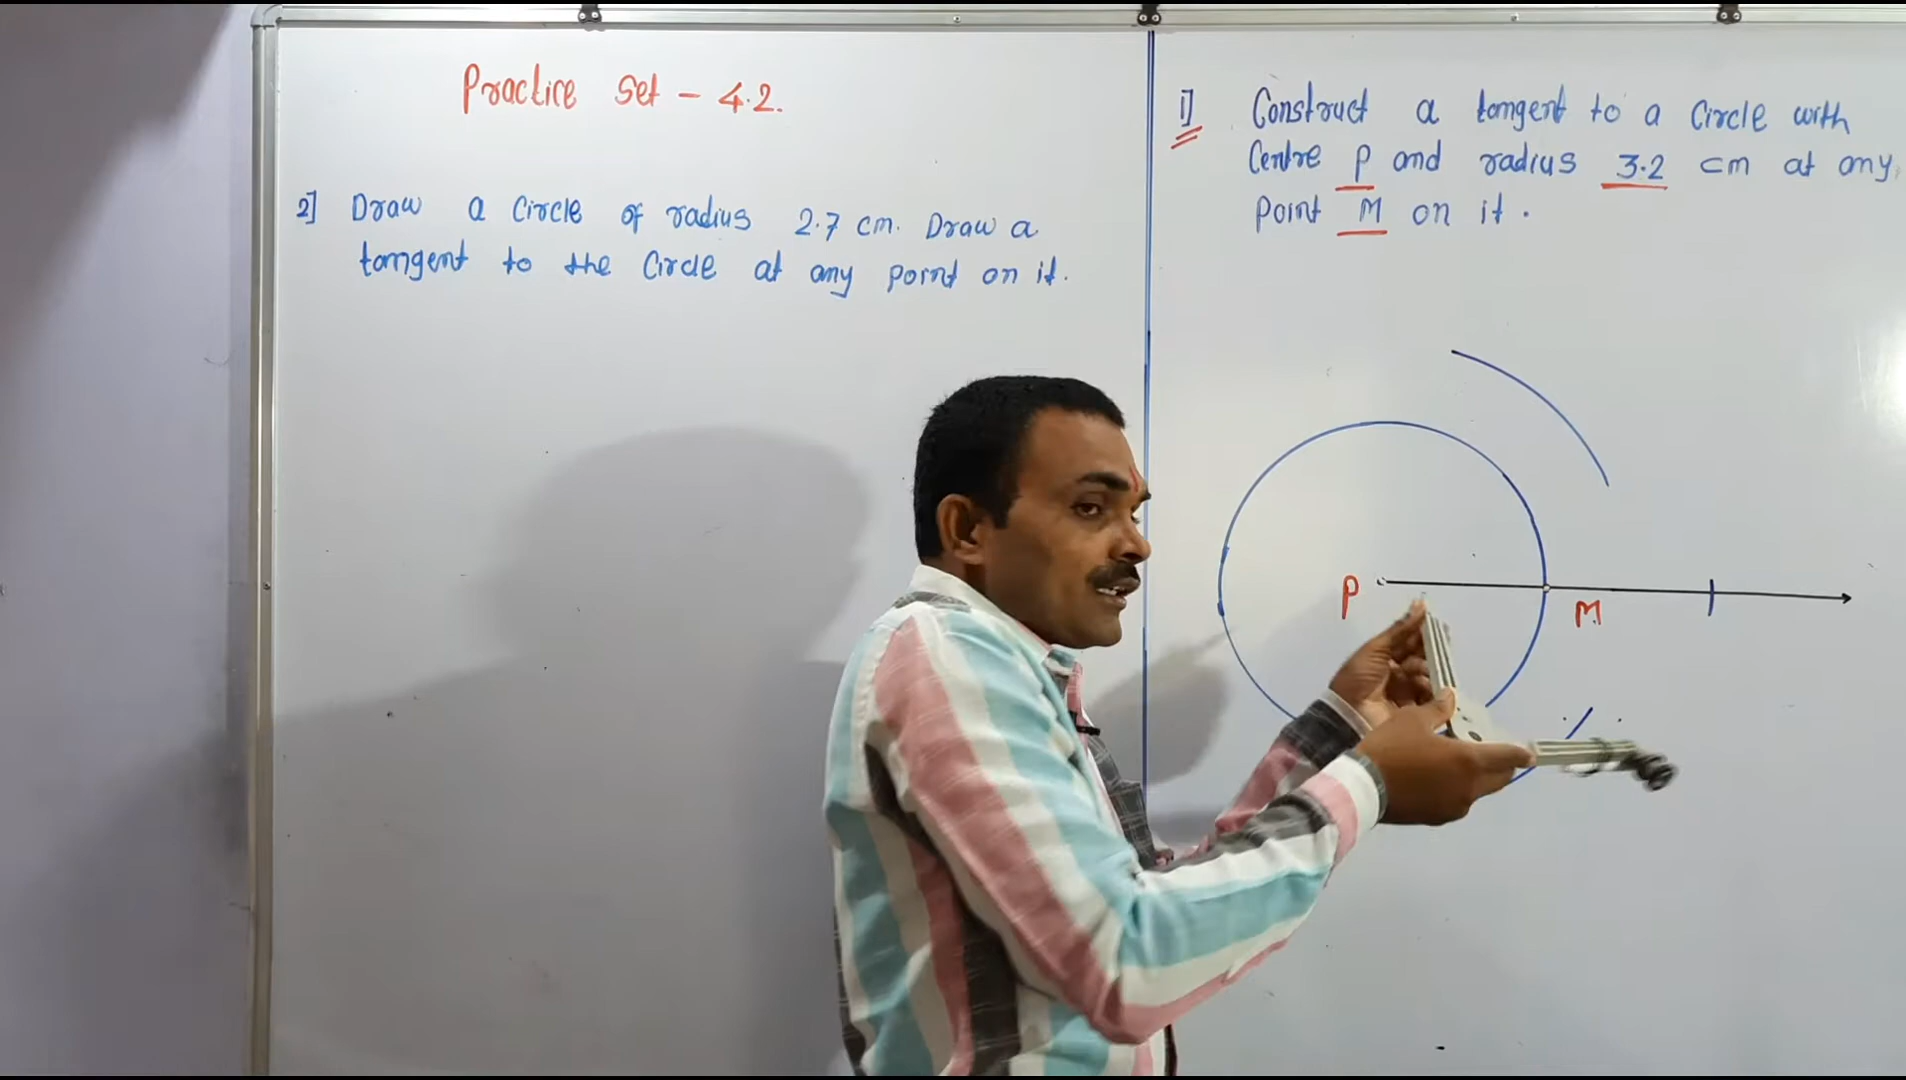 Practice Set - 4.2.
2] Draw a Circle of radius 2.7 cm. Draw a
tangent to the Circle at any point on it.
1] Construct a tangent to a Circle with
Centre P and radius 3.2 cm at any
point M on it.
P
M